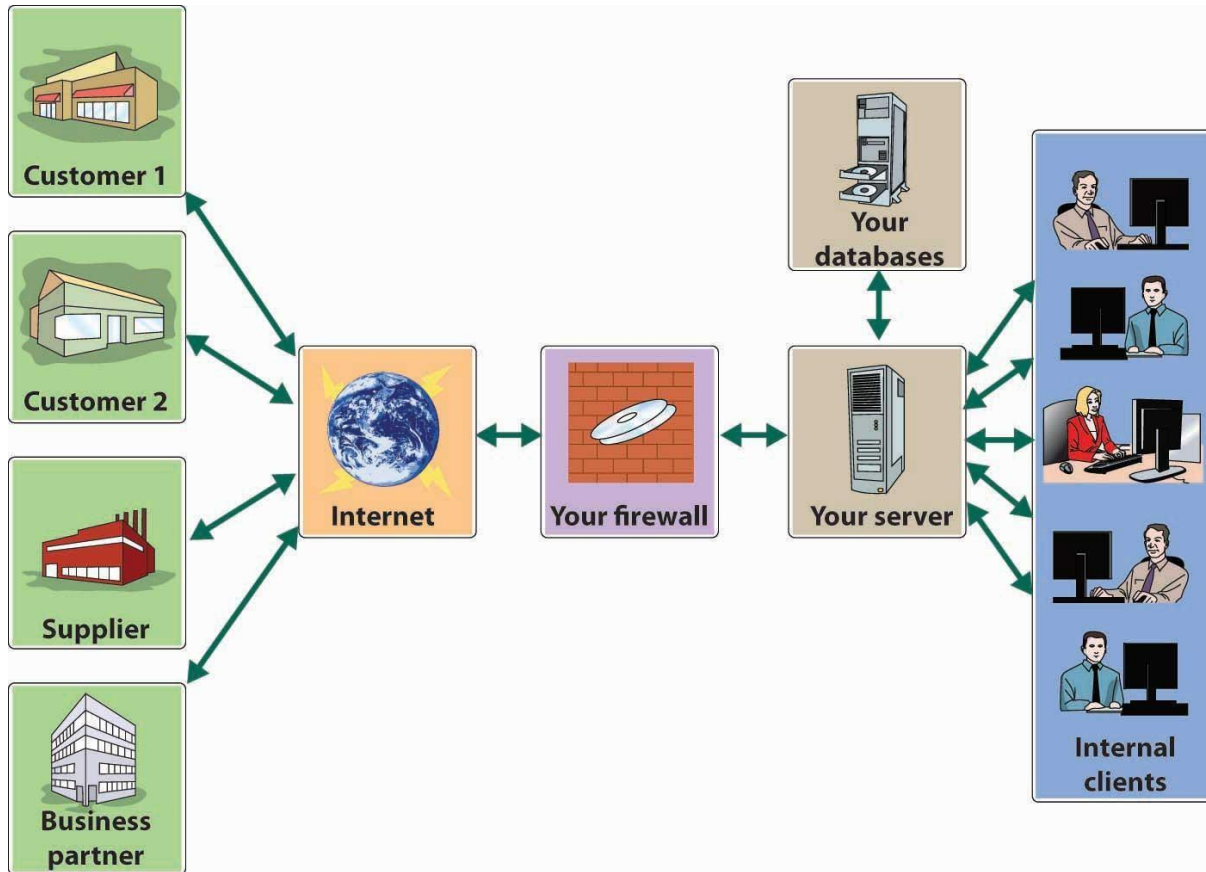 Customer 1
Customer 2
Supplier
Business
partner
Internet
Your firewall
Your databases
Your server
Internal
clients